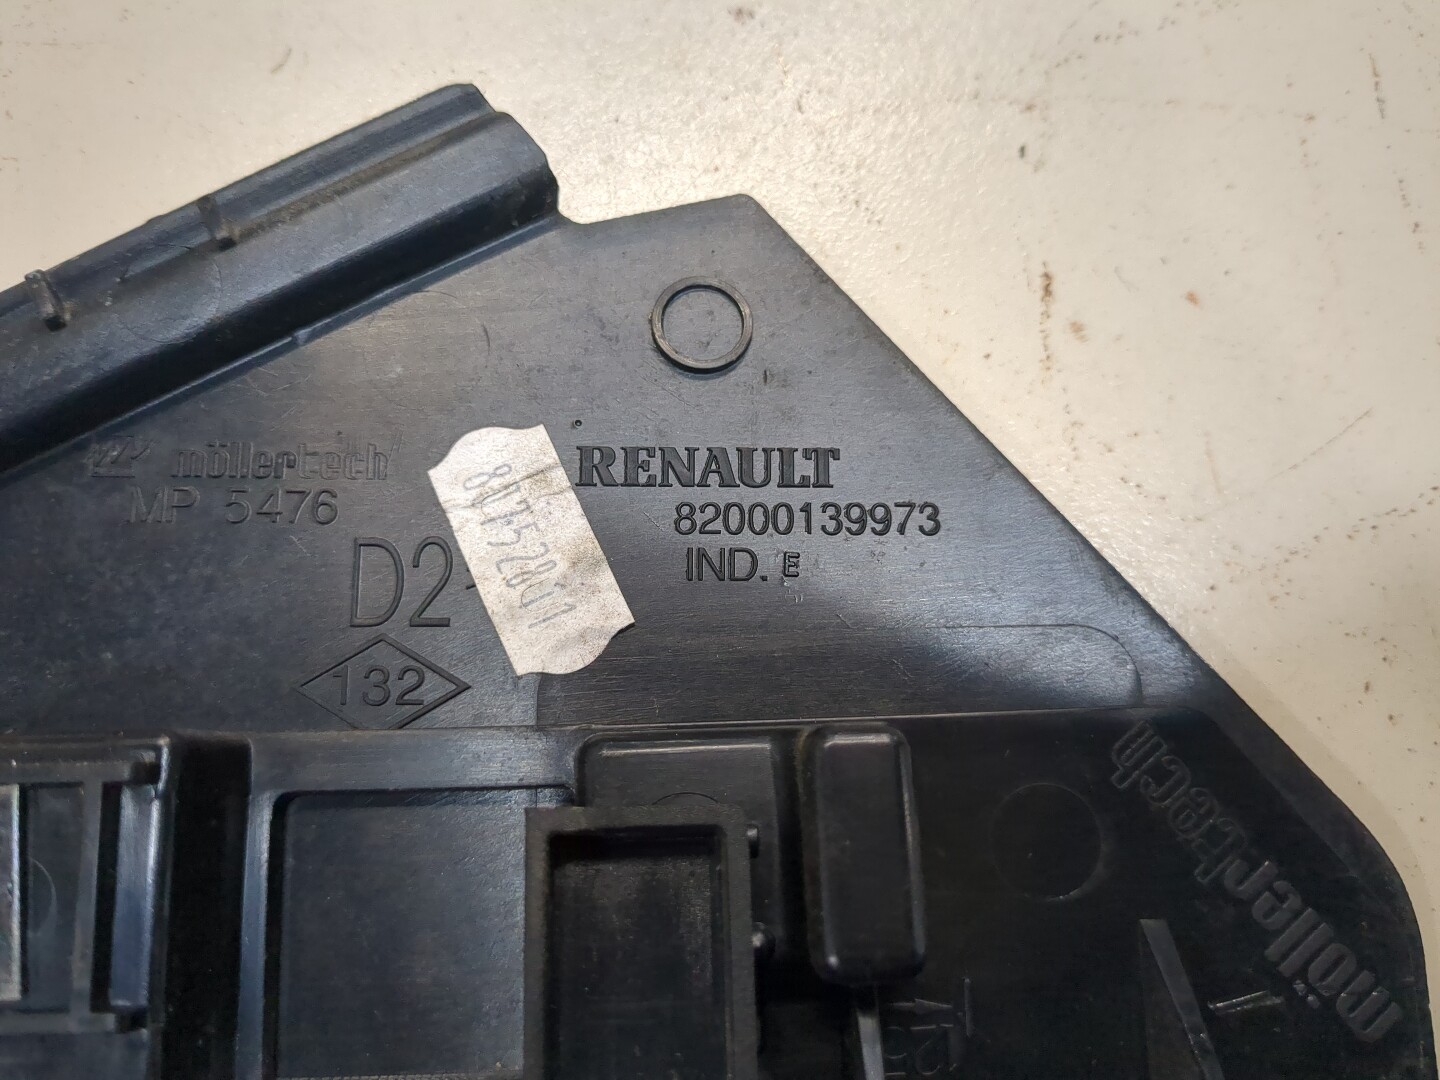 möllertech
MP 5476
RENAULT
82000139973
IND. E
D2
132
möllertech